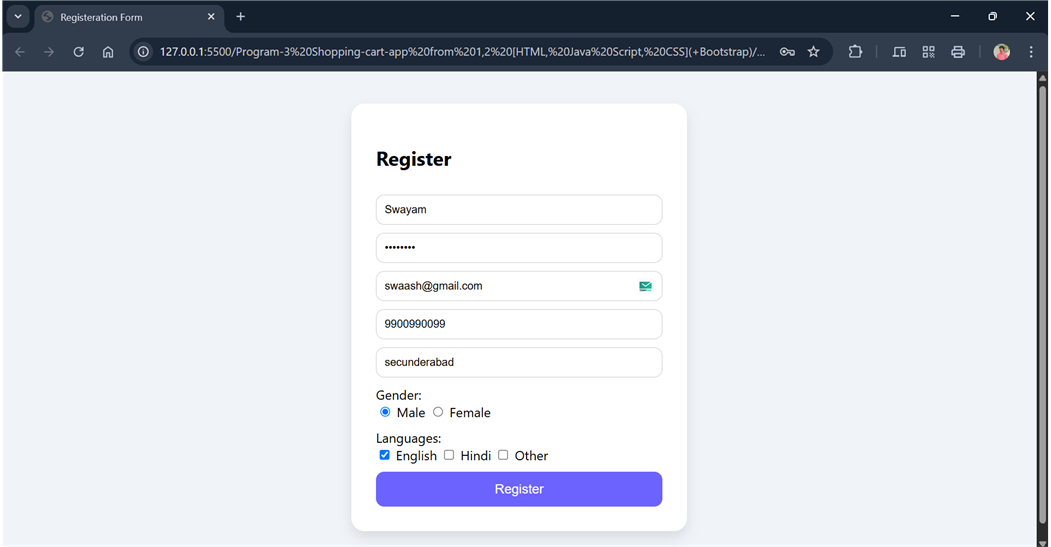 Registeration Form
127.0.0.1:5500/Program-3%20Shopping-cart-app%20from%201,2%20[HTML,%20Java%20Script,%20CSS](+Bootstrap)/...
Register
Swayam
••••••••
swaash@gmail.com
9900990099
secunderabad
Gender:
Male Female
Languages:
English Hindi Other
Register